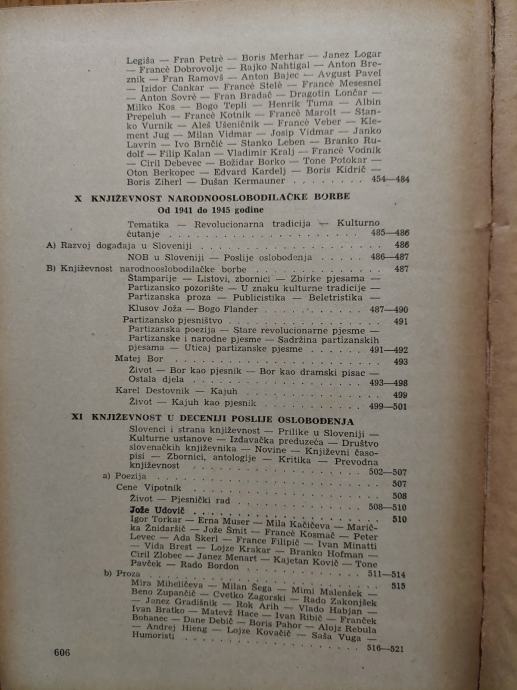 Legiša — Fran Petrè — Boris Merhar — Janez Logar
— Francè Dobrovoljc — Rajko Nahtigal — Anton Bre-
znik — Fran Ramovš — Anton Bajec — Avgust Pavel
— Izidor Cankar — Francè Stelè — Francè Mesesnel
— Anton Sovrè — Fran Bradač — Dragotin Lončar —
Milko Kos — Bogo Tepli — Henrik Tuma — Albin
Prepeluh — Francè Kotnik — Francè Marolt — Stan-
ko Vurnik — Aleš Ušeničnik — Francè Veber — Kle-
ment Jug — Milan Vidmar — Josip Vidmar — Janko
Lavrin — Ivo Brnčić — Stanko Leben — Branko Ru-
dolf — Filip Kalan — Vladimir Kralj — Francè Vodnik
— Ciril Debevec — Božidar Borko — Tone Potokar —
Oton Berkopec — Edvard Kardelj — Boris Kidrič —
Boris Ziherl — Dušan Kermauner . . . . . . . . . 454—484
X KNJIŽEVNOST NARODNOOSLOBODILAČKE BORBE
Od 1941 do 1945 godine
Tematika — Revolucionarna tradicija — Kulturno
ćutanje . . . . . . . . . . . . . . . . . . 485—486
A) Razvoj događaja u Sloveniji . . . . . . . . . . . . 486
NOB u Sloveniji — Poslije oslobođenja . . . . . . 486—487
B) Književnost narodnooslobodilačke borbe . . . . . . . . 487
Štamparije — Listovi, zbornici — Zbirke pjesama —
Partizansko pozorište — U znaku kulturne tradicije —
Partizanska proza — Publicistika — Beletristika —
Klusov Joža — Bogo Flander . . . . . . . . . . 487—490
Partizansko pjesništvo . . . . . . . . . . . . . . 491
Partizanska poezija — Stare revolucionarne pjesme —
Partizanske i narodne pjesme — Sadržina partizanskih
pjesama — Uticaj partizanske pjesme . . . . . . . 491—492
Matej Bor . . . . . . . . . . . . . . . . . . . 493
Život — Bor kao pjesnik — Bor kao dramski pisac —
Ostala djela . . . . . . . . . . . . . . . . . 493—498
Karel Destovnik — Kajuh . . . . . . . . . . . . . 499
Život — Kajuh kao pjesnik . . . . . . . . . . . 499—501
XI KNJIŽEVNOST U DECENIJI POSLIJE OSLOBOĐENJA
Slovenci i strana književnost — Prilike u Sloveniji —
Kulturne ustanove — Izdavačka preduzeća — Društvo
slovenačkih književnika — Novine — Književni časo-
pisi — Zbornici, antologije — Kritika — Prevodna
književnost . . . . . . . . . . . . . . . . . 502—507
a) Poezija . . . . . . . . . . . . . . . . . . . 507
Cene Vipotnik . . . . . . . . . . . . . . . . . 508
Život — Pjesnički rad . . . . . . . . . . . . . 508—510
Jože Udovič . . . . . . . . . . . . . . . . . . 510
Igor Torkar — Erna Muser — Mila Kačičeva — Marič-
ka Žnidaršič — Jože Šmit — Francè Kosmač — Peter
Levec — Ada Škerl — France Filipič — Ivan Minatti
— Vida Brest — Lojze Krakar — Branko Hofman —
Ciril Zlobec — Janez Menart — Kajetan Kovič — Tone
Pavček — Rado Bordon . . . . . . . . . . . . . 511—514
b) Proza . . . . . . . . . . . . . . . . . . . . 515
Mira Miheličeva — Milan Šega — Mimi Malenšek —
Beno Zupančič — Cvetko Zagorski — Rado Zakonjšek
— Janez Gradišnik — Rok Arih — Vlado Habjan —
Ivan Bratko — Matevž Hace — Ivan Ribič — Franček
Bohanec — Dane Debič — Boris Pahor — Alojz Rebula
— Andrej Hieng — Lojze Kovačič — Saša Vuga —
Humoristi . . . . . . . . . . . . . . . . . . 516—521
606